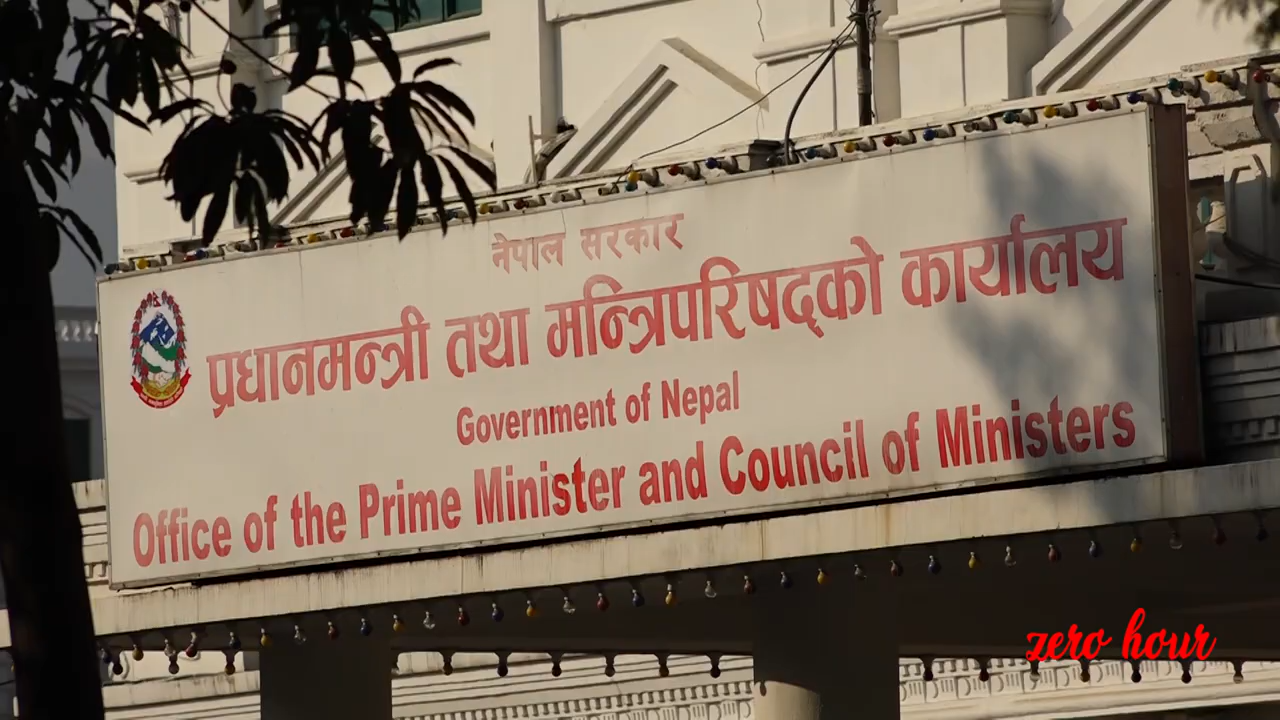 नेपाल सरकार
प्रधानमन्त्री तथा मन्त्रिपरिषद्को कार्यालय
Government of Nepal
Office of the Prime Minister and Council of Ministers
zero hour